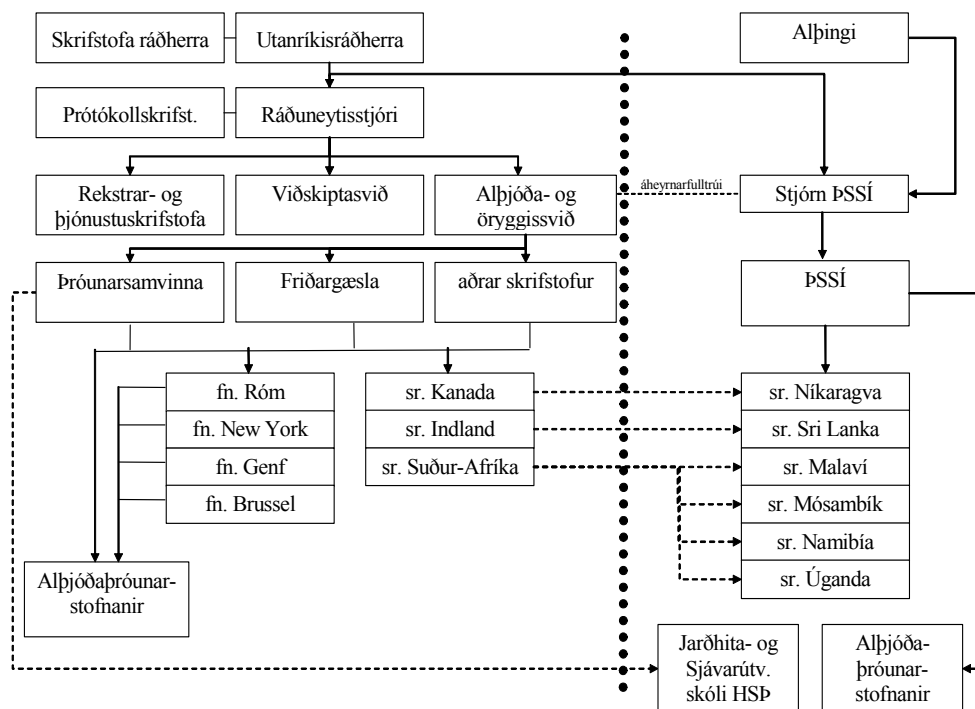 Skrifstofa ráðherra
Utanríkisráðherra
Alþingi
Prótókollskrifst.
Ráðuneytisstjóri
Rekstrar- og
þjónustuskrifstofa
Viðskiptasvið
Alþjóða- og
öryggissvið
áheyrnarfulltrúi
Stjórn ÞSSÍ
Þróunarsamvinna
Friðargæsla
aðrar skrifstofur
ÞSSÍ
fn. Róm
fn. New York
fn. Genf
fn. Brussel
sr. Kanada
sr. Indland
sr. Suður-Afríka
sr. Níkaragva
sr. Sri Lanka
sr. Malaví
sr. Mósambík
sr. Namibía
sr. Úganda
Alþjóðaþróunar-
stofnanir
Jarðhita- og
Sjávarútv.
skóli HSÞ
Alþjóða-
þróunar-
stofnanir